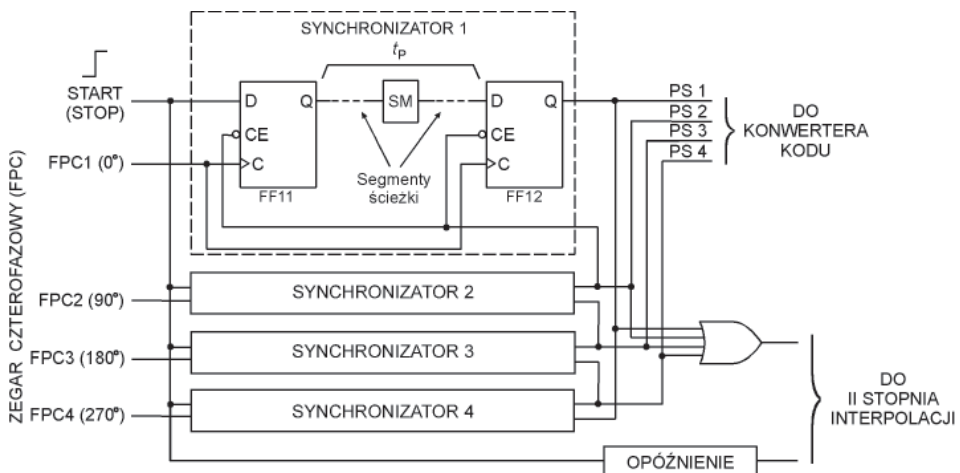 SYNCHRONIZATOR 1
tP
START
(STOP)
D
Q
SM
D
Q
CE
CE
FPC1 (0°)
C
C
FF11
Segmenty
ścieżki
FF12
PS 1
PS 2
PS 3
PS 4
DO
KONWERTERA
KODU
ZEGAR CZTEROFAZOWY (FPC)
SYNCHRONIZATOR 2
FPC2 (90°)
SYNCHRONIZATOR 3
FPC3 (180°)
SYNCHRONIZATOR 4
FPC4 (270°)
DO
II STOPNIA
INTERPOLACJI
OPÓŹNIENIE